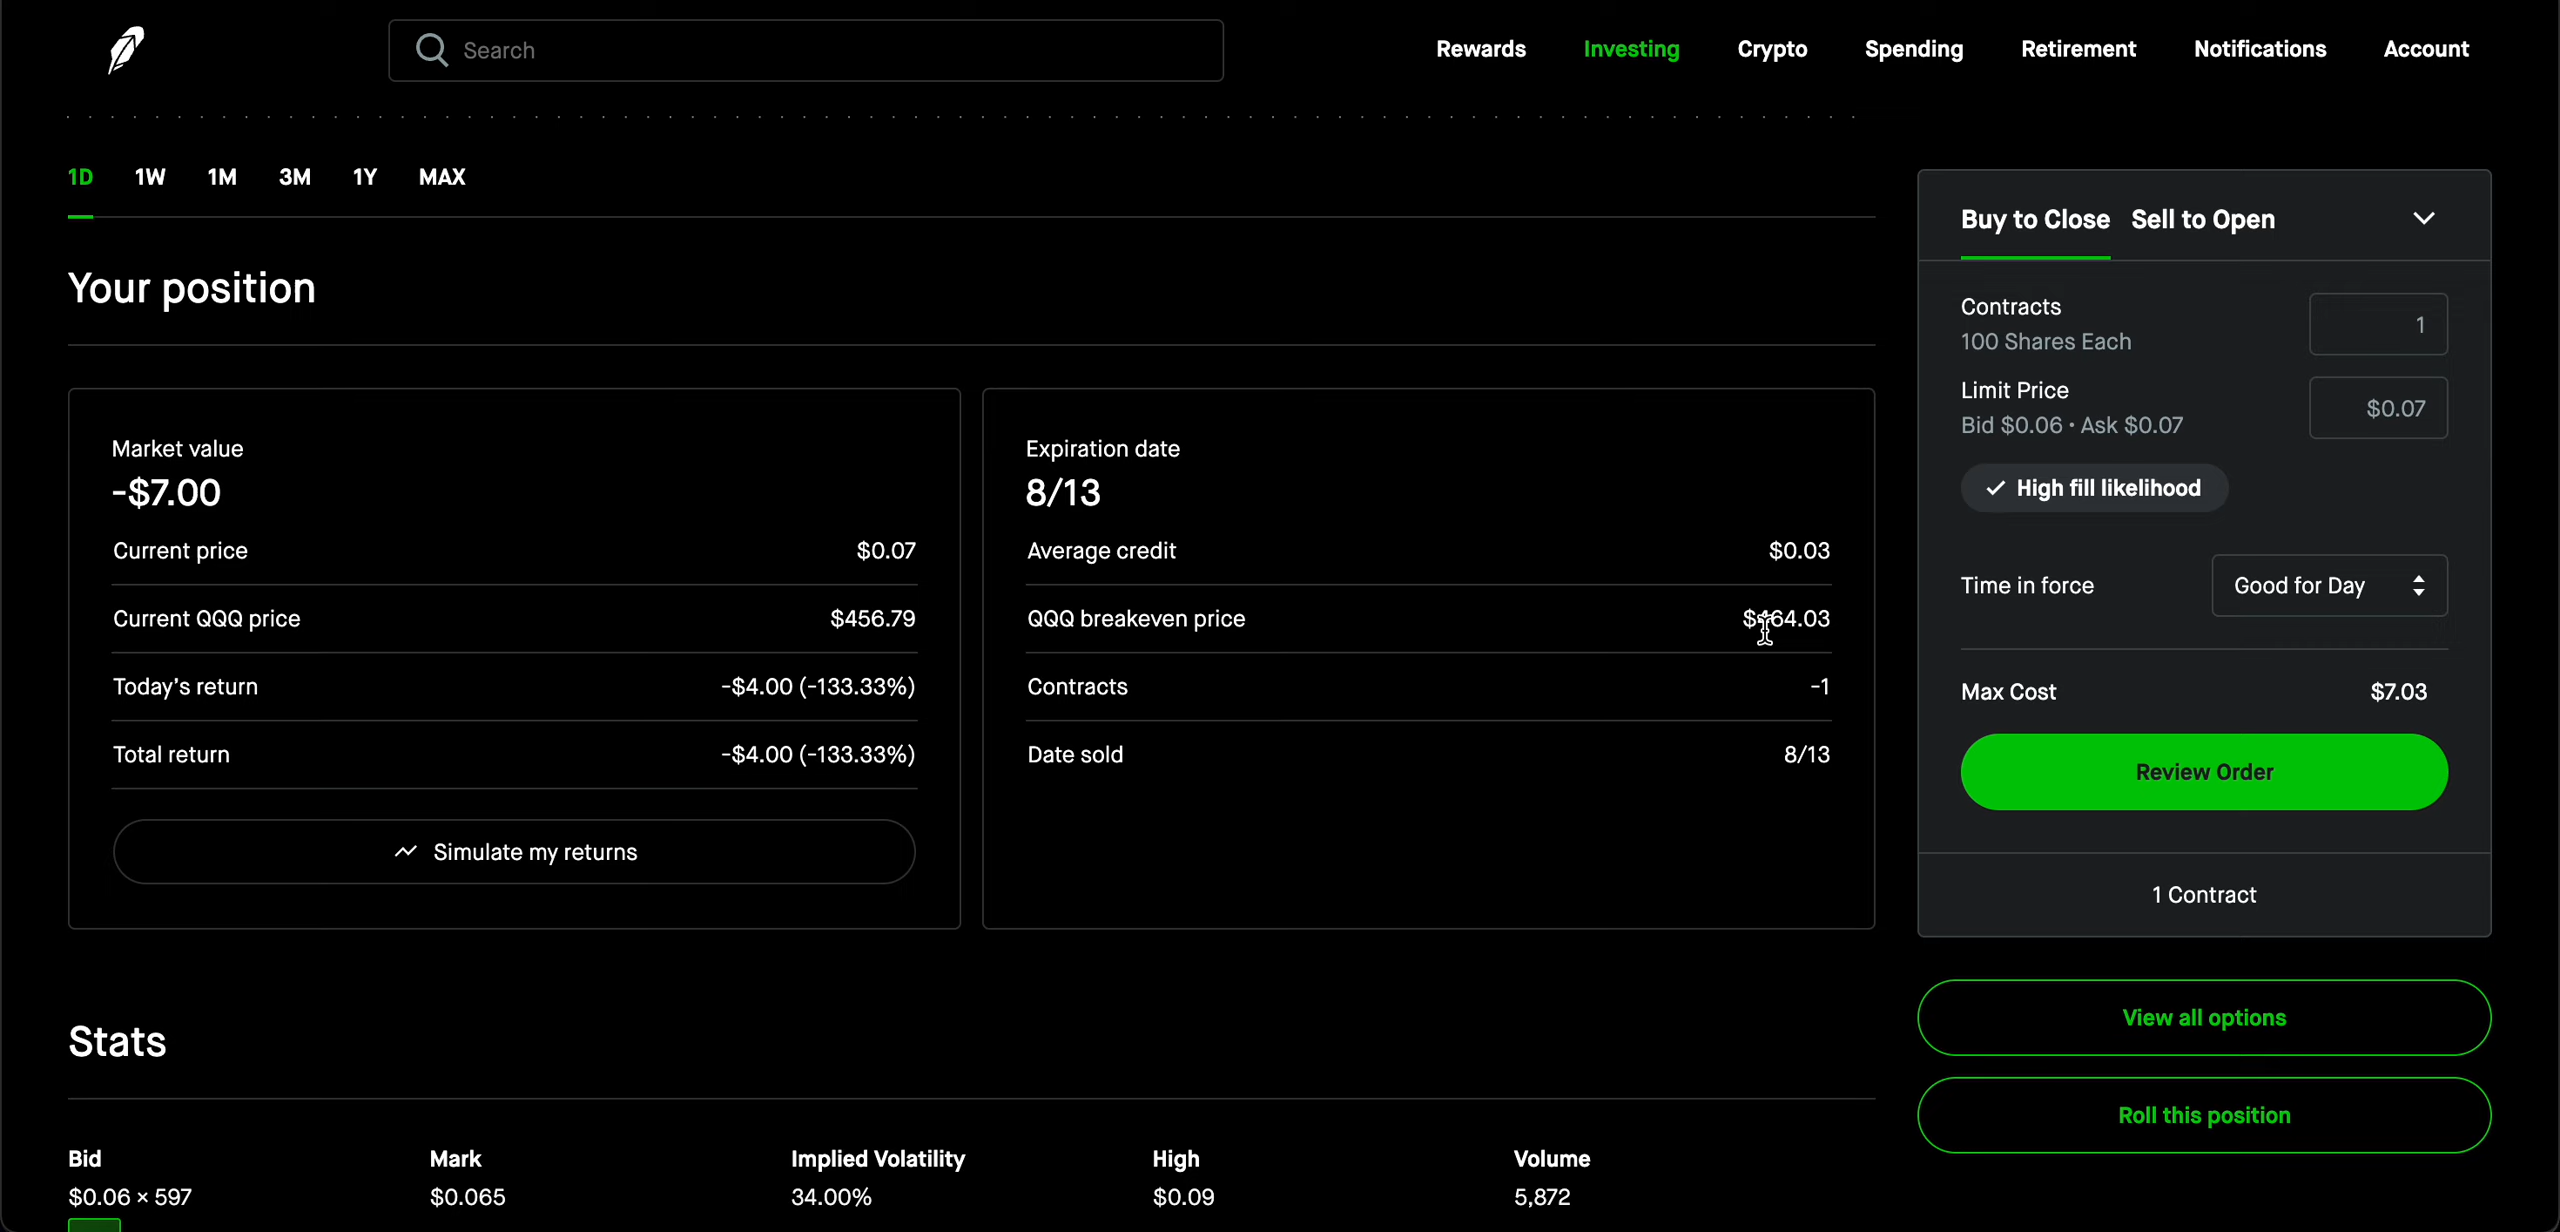 Search
Rewards Investing Crypto Spending Retirement Notifications Account
1D 1W 1M 3M 1Y MAX
Your position
Market value
-$7.00
Current price $0.07
Current QQQ price $456.79
Today's return -$4.00 (-133.33%)
Total return -$4.00 (-133.33%)
Simulate my returns
Expiration date
8/13
Average credit $0.03
QQQ breakeven price $464.03
Contracts -1
Date sold 8/13
Stats
Bid Mark Implied Volatility High Volume
$0.06 × 597 $0.065 34.00% $0.09 5,872
Buy to Close Sell to Open
Contracts 1
100 Shares Each
Limit Price $0.07
Bid $0.06 • Ask $0.07
High fill likelihood
Time in force Good for Day
Max Cost $7.03
Review Order
1 Contract
View all options
Roll this position